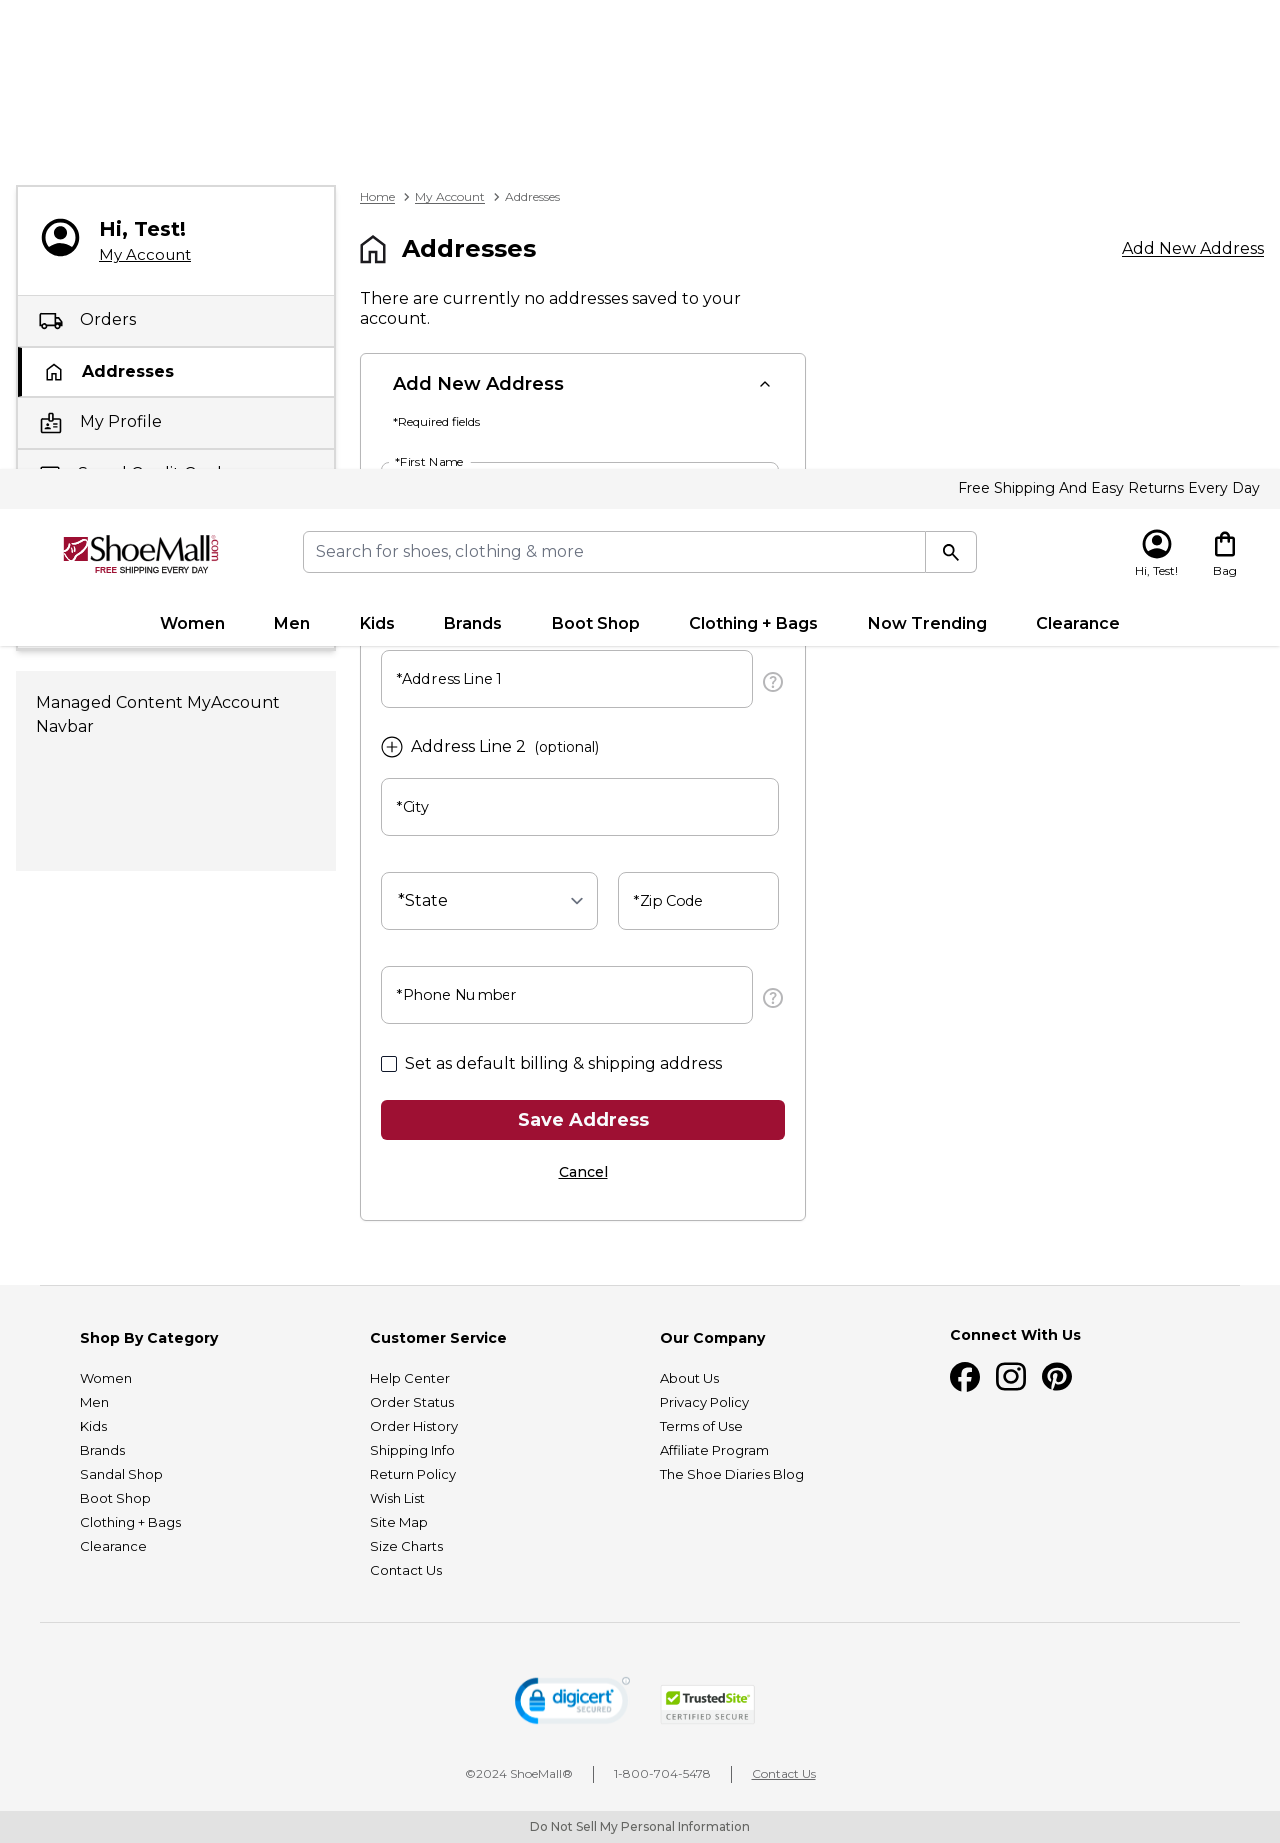 Hi, Test!
My Account
Orders
Addresses
My Profile
Home
My Account
Addresses
Addresses
Add New Address
There are currently no addresses saved to your
account.
Add New Address
*Required fields
*First Name
Free Shipping And Easy Returns Every Day
ShoeMall®.com
FREE SHIPPING EVERY DAY
Search for shoes, clothing & more
Hi, Test!
Bag
Women
Men
Kids
Brands
Boot Shop
Clothing + Bags
Now Trending
Clearance
Managed Content MyAccount
Navbar
*Address Line 1
Address Line 2 (optional)
*City
*State
*Zip Code
*Phone Number
Set as default billing & shipping address
Save Address
Cancel
Shop By Category
Women
Men
Kids
Brands
Sandal Shop
Boot Shop
Clothing + Bags
Clearance
Customer Service
Help Center
Order Status
Order History
Shipping Info
Return Policy
Wish List
Site Map
Size Charts
Contact Us
Our Company
About Us
Privacy Policy
Terms of Use
Affiliate Program
The Shoe Diaries Blog
Connect With Us
digicert
SECURED
TrustedSite
CERTIFIED SECURE
©2024 ShoeMall®
1-800-704-5478
Contact Us
Do Not Sell My Personal Information